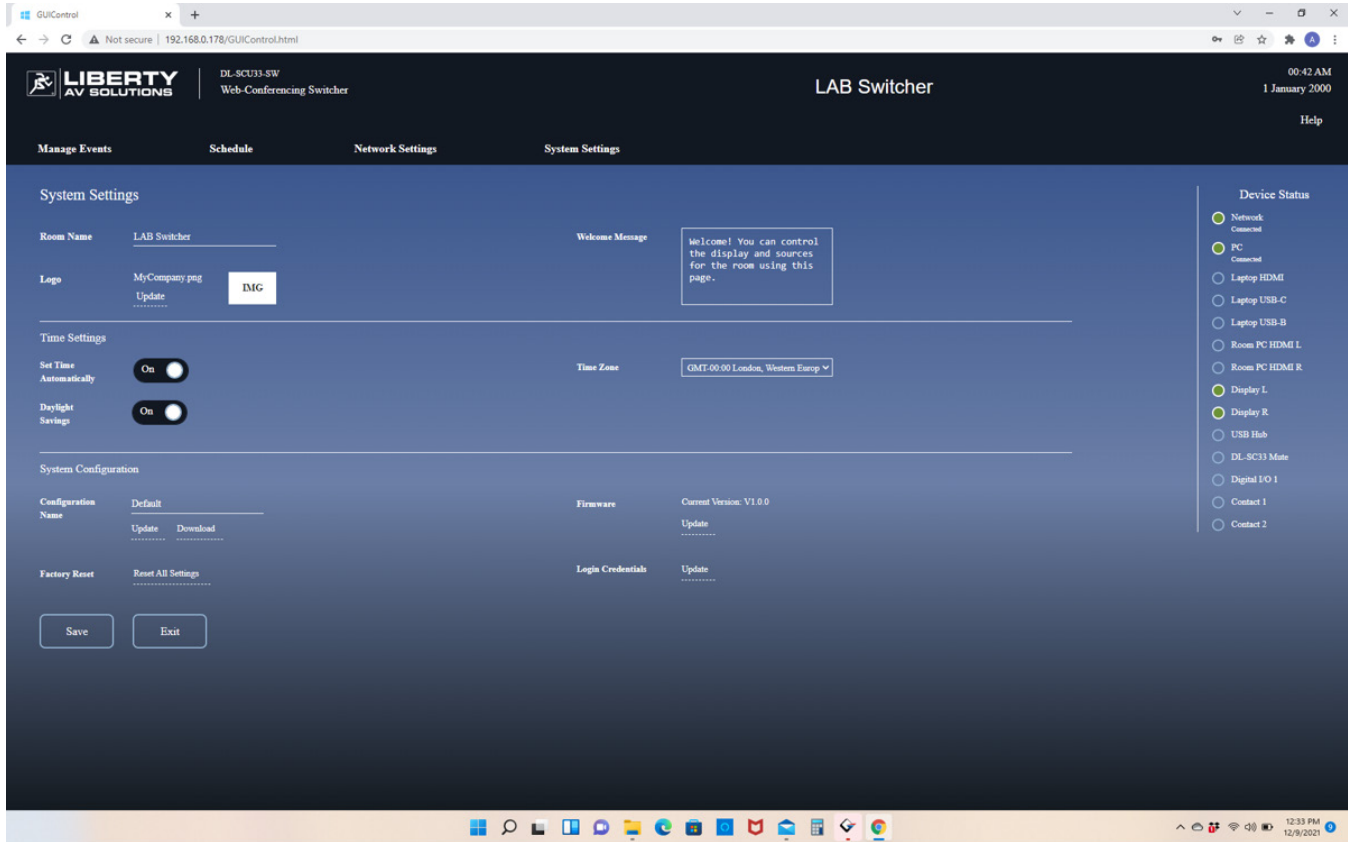 GUIControl
Not secure | 192.168.0.178/GUIControl.html
A
LIBERTY
AV SOLUTIONS
DL-SCU33-SW
Web-Conferencing Switcher
LAB Switcher
00:42 AM
1 January 2000
Help
Manage Events Schedule Network Settings System Settings
System Settings
Room Name LAB Switcher
Welcome Message
Welcome! You can control
the display and sources
for the room using this
page.
Logo MyCompany.png
Update
IMG
Time Settings
Set Time
Automatically
On
Time Zone GMT-00:00 London, Western Europ
Daylight
Savings
On
System Configuration
Configuration
Name
Default
Update Download
Firmware Current Version: V1.0.0
Update
Factory Reset Reset All Settings
Login Credentials Update
Save Exit
Device Status
Network
Connected
PC
Connected
Laptop HDMI
Laptop USB-C
Laptop USB-B
Room PC HDMI L
Room PC HDMI R
Display L
Display R
USB Hub
DL-SC33 Mute
Digital I/O 1
Contact 1
Contact 2
12:33 PM
12/9/2021
9